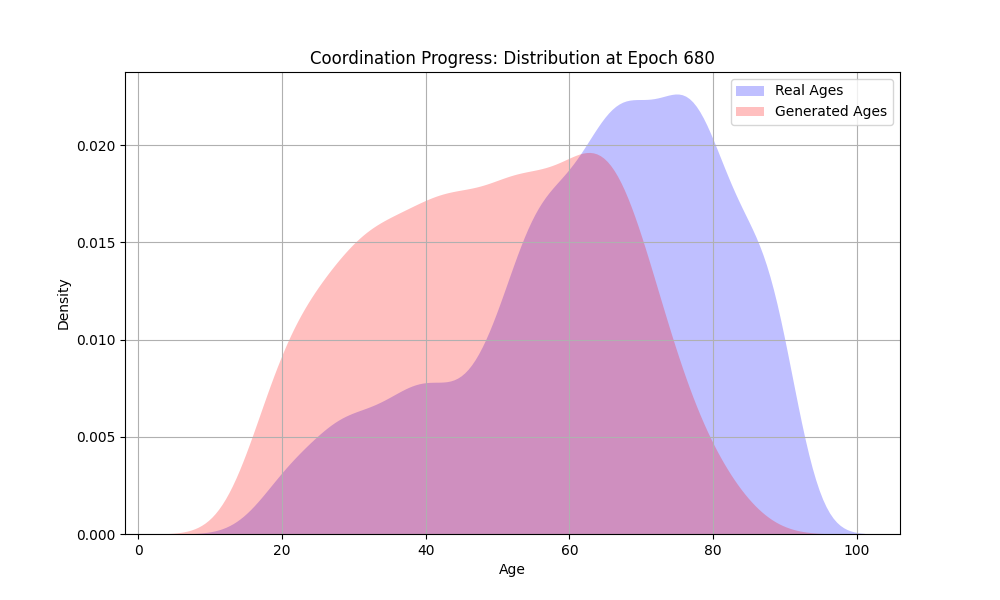 Coordination Progress: Distribution at Epoch 680
Real Ages
Generated Ages
0.020
0.015
0.010
0.005
0.000
Density
0
20
40
60
80
100
Age